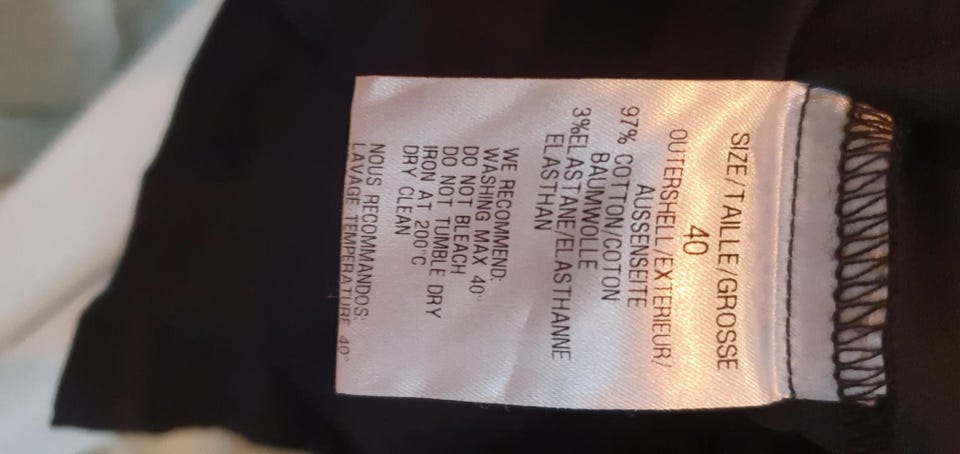 SIZE/TAILLE/GROSSE
40
OUTERSHELL/EXTERIEUR/
AUSSENSEITE
97% COTTON/COTON
BAUMWOLLE
3%ELASTANE/ELASTHANNE
ELASTHAN
WE RECOMMEND:
WASHING MAX 40°
DO NOT BLEACH
DO NOT TUMBLE DRY
IRON AT 200°C
DRY CLEAN
NOUS RECOMMANDOS:
LAVAGE TEMPERATURE 40°